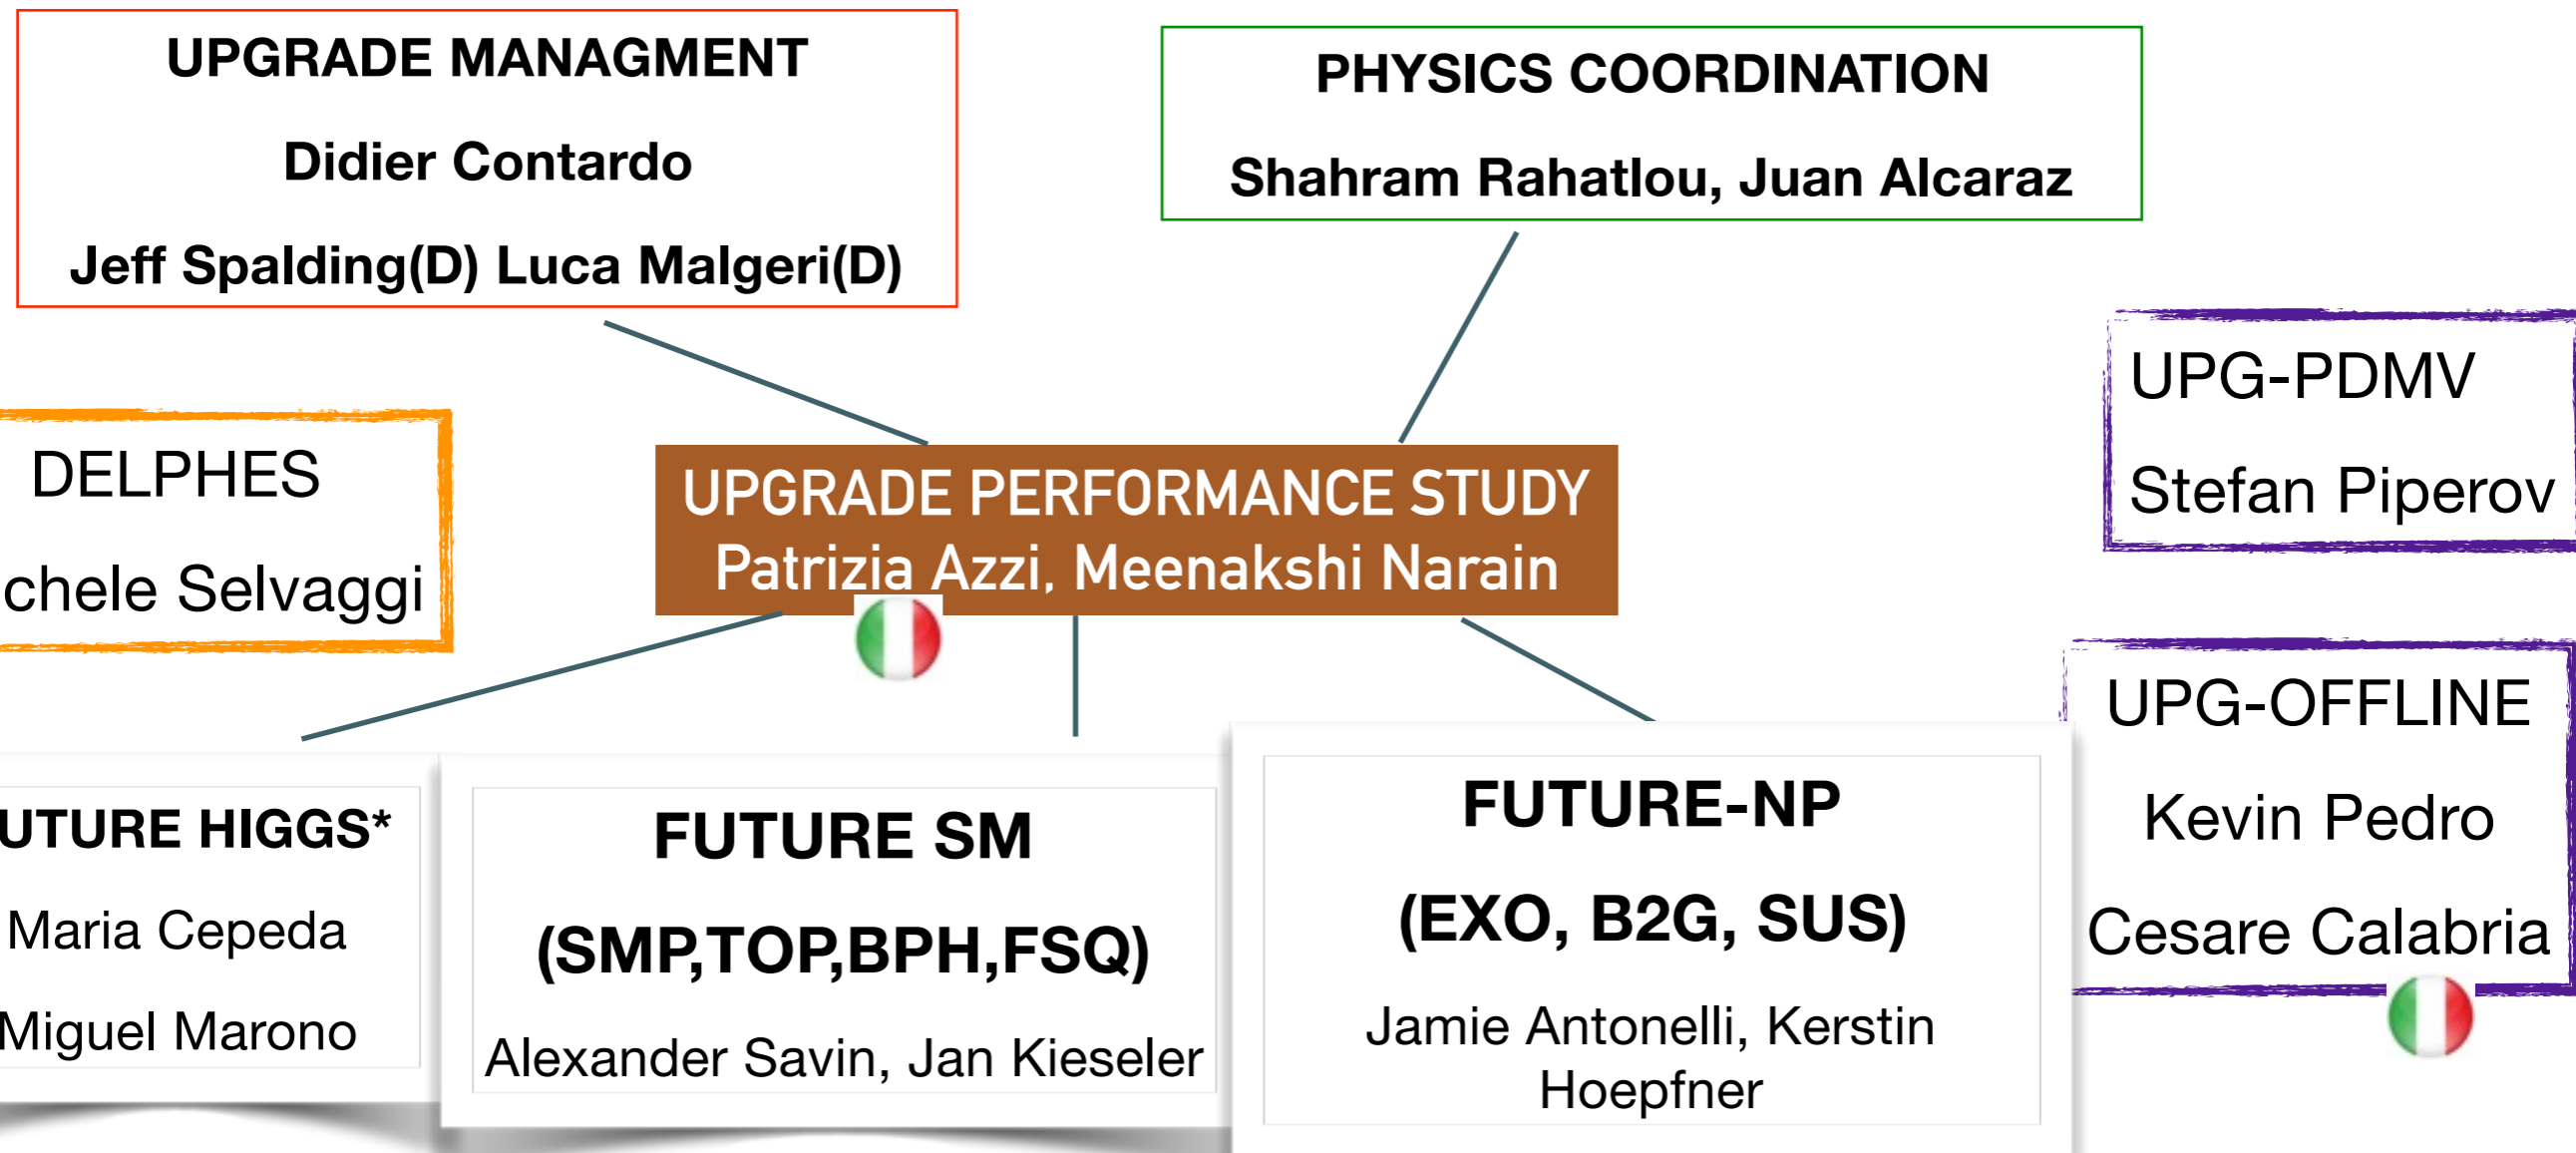 UPGRADE MANAGMENT
Didier Contardo
Jeff Spalding(D) Luca Malgeri(D)
PHYSICS COORDINATION
Shahram Rahatlou, Juan Alcaraz
UPG-PDMV
Stefan Piperov
DELPHES
chele Selvaggi
UPGRADE PERFORMANCE STUDY
Patrizia Azzi, Meenakshi Narain
UPG-OFFLINE
Kevin Pedro
Cesare Calabria
UTURE HIGGS*
Maria Cepeda
Miguel Marono
FUTURE SM
(SMP,TOP,BPH,FSQ)
Alexander Savin, Jan Kieseler
FUTURE-NP
(EXO, B2G, SUS)
Jamie Antonelli, Kerstin
Hoepfner